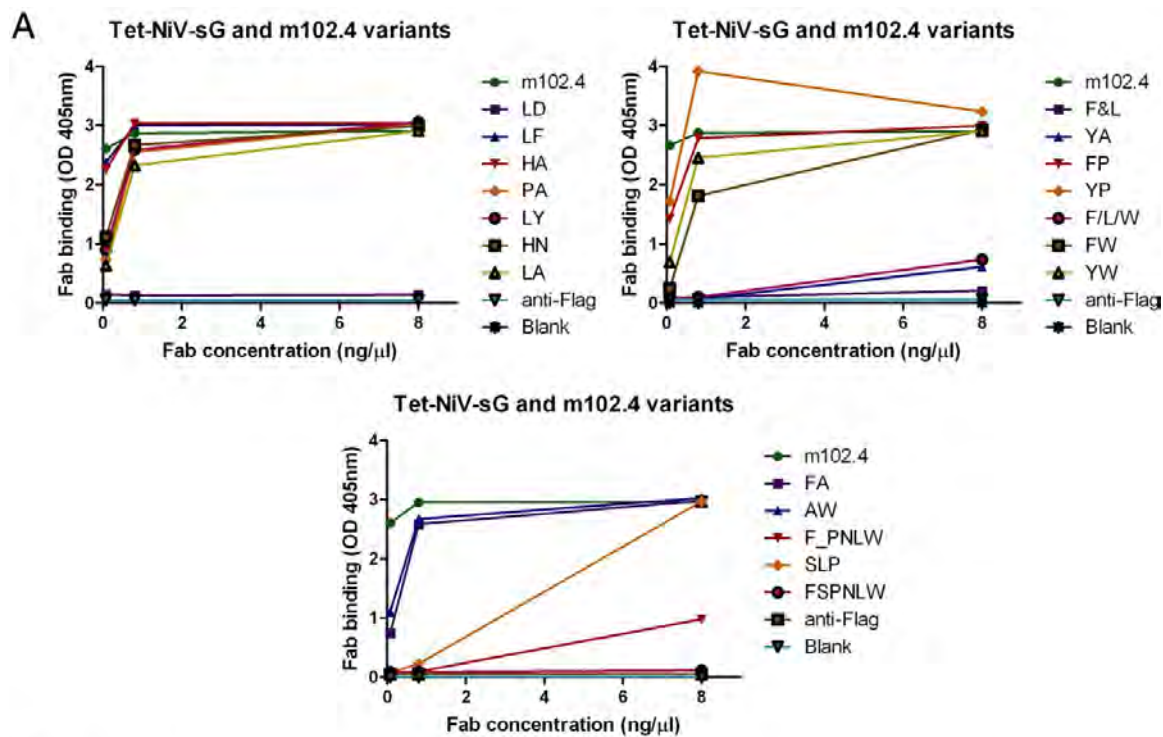 A
Tet-NiV-sG and m102.4 variants
Fab binding (OD 405nm)
4
3
2
1
0
0 2 4 6 8
Fab concentration (ng/μl)
m102.4
LD
LF
HA
PA
LY
HN
LA
anti-Flag
Blank
Tet-NiV-sG and m102.4 variants
Fab binding (OD 405nm)
4
3
2
1
0
0 2 4 6 8
Fab concentration (ng/μl)
m102.4
F&L
YA
FP
YP
F/L/W
FW
YW
anti-Flag
Blank
Tet-NiV-sG and m102.4 variants
Fab binding (OD 405nm)
4
3
2
1
0
0 2 4 6 8
Fab concentration (ng/μl)
m102.4
FA
AW
F_PNLW
SLP
FSPNLW
anti-Flag
Blank